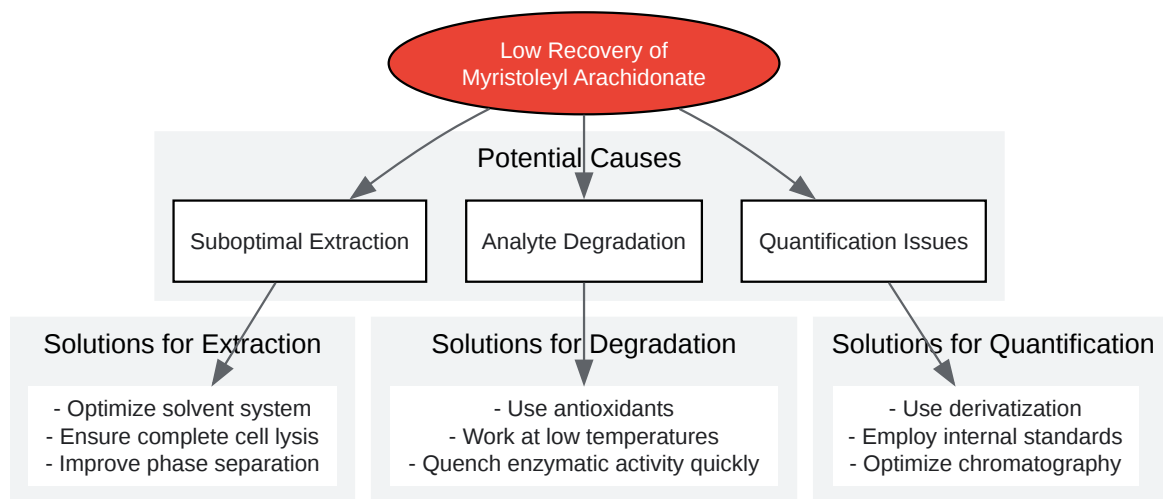 Low Recovery of
Myristoleyl Arachidonate
Potential Causes
Suboptimal Extraction
Analyte Degradation
Quantification Issues
Solutions for Extraction
- Optimize solvent system
- Ensure complete cell lysis
- Improve phase separation
Solutions for Degradation
- Use antioxidants
- Work at low temperatures
- Quench enzymatic activity quickly
Solutions for Quantification
- Use derivatization
- Employ internal standards
- Optimize chromatography